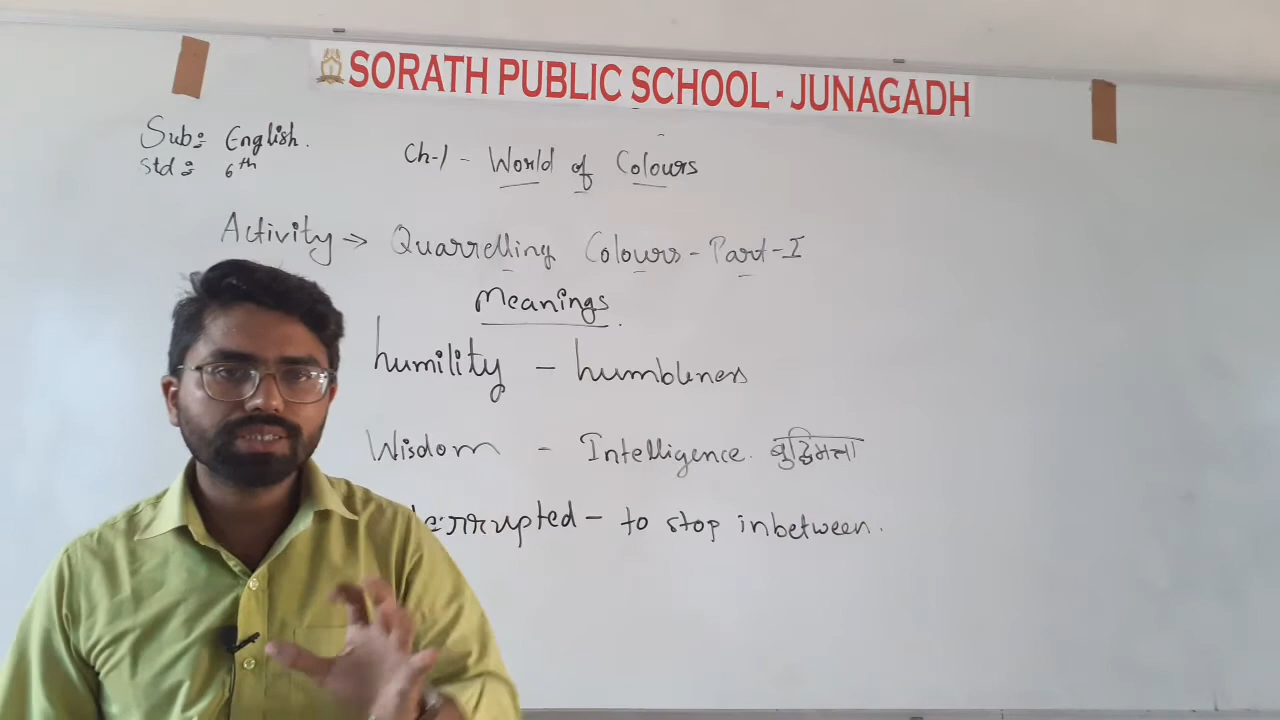 SORATH PUBLIC SCHOOL - JUNAGADH
Sub: English.
Std: 6th
Ch-1 - World of Colours
Activity → Quarrelling Colours - Part-I
Meanings
humility - humbleness
Wisdom - Intelligence. बुद्धिमत्ता
terrupted - to stop inbetween.